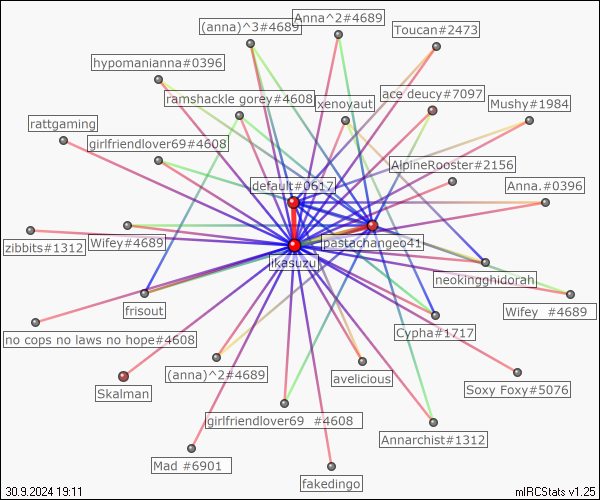 (anna)^3#4689
Anna^2#4689
Toucan#2473
hypomanianna#0396
ramshackle gorey#4608
xenoyaut
ace deucy#7097
Mushy#1984
rattgaming
girlfriendlover69#4608
AlpineRooster#2156
default#0617
Anna.#0396
zibbits#1312
Wifey#4689
pastachangeo41
ikasuzu
neokingghidorah
frisout
Wifey  #4689
no cops no laws no hope#4608
Cypha#1717
(anna)^2#4689
avelicious
Skalman
Soxy Foxy#5076
girlfriendlover69  #4608
Annarchist#1312
Mad #6901
fakedingo
30.9.2024 19:11
mIRCStats v1.25